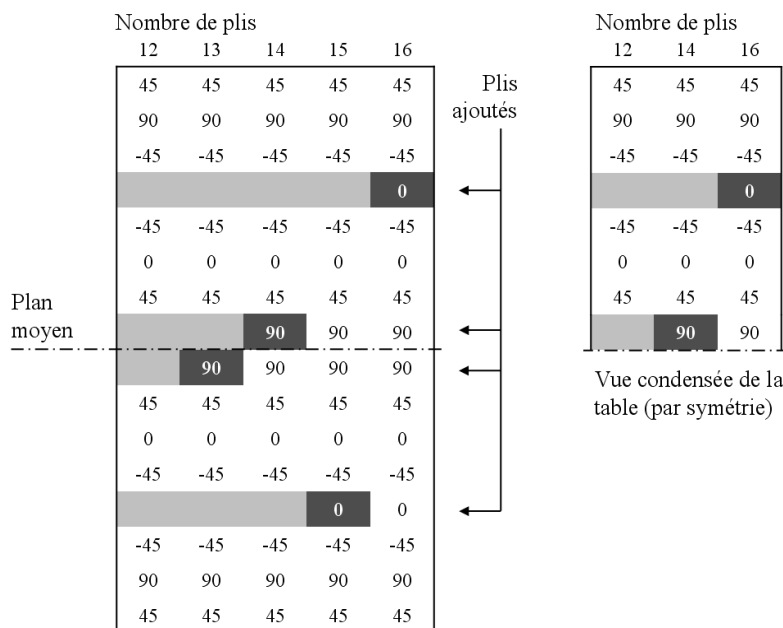 Nombre de plis
12 13 14 15 16
45 45 45 45 45
90 90 90 90 90
-45 -45 -45 -45 -45
0
-45 -45 -45 -45 -45
0 0 0 0 0
45 45 45 45 45
90 90 90
90 90 90 90
45 45 45 45 45
0 0 0 0 0
-45 -45 -45 -45 -45
0 0
-45 -45 -45 -45 -45
90 90 90 90 90
45 45 45 45 45
Plan
moyen
Plis
ajoutés
Nombre de plis
12 14 16
45 45 45
90 90 90
-45 -45 -45
0
-45 -45 -45
0 0 0
45 45 45
90 90
Vue condensée de la
table (par symétrie)